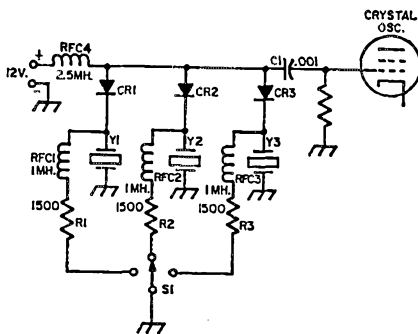 CRYSTAL
OSC.
+
RFC4
C1
.001
12V.
-
2.5MH.
CR1
CR2
CR3
Y1
Y2
Y3
RFC1
1MH.
1MH.
RFC2
1MH.
RFC3
1500
1500
1500
R1
R2
R3
S1